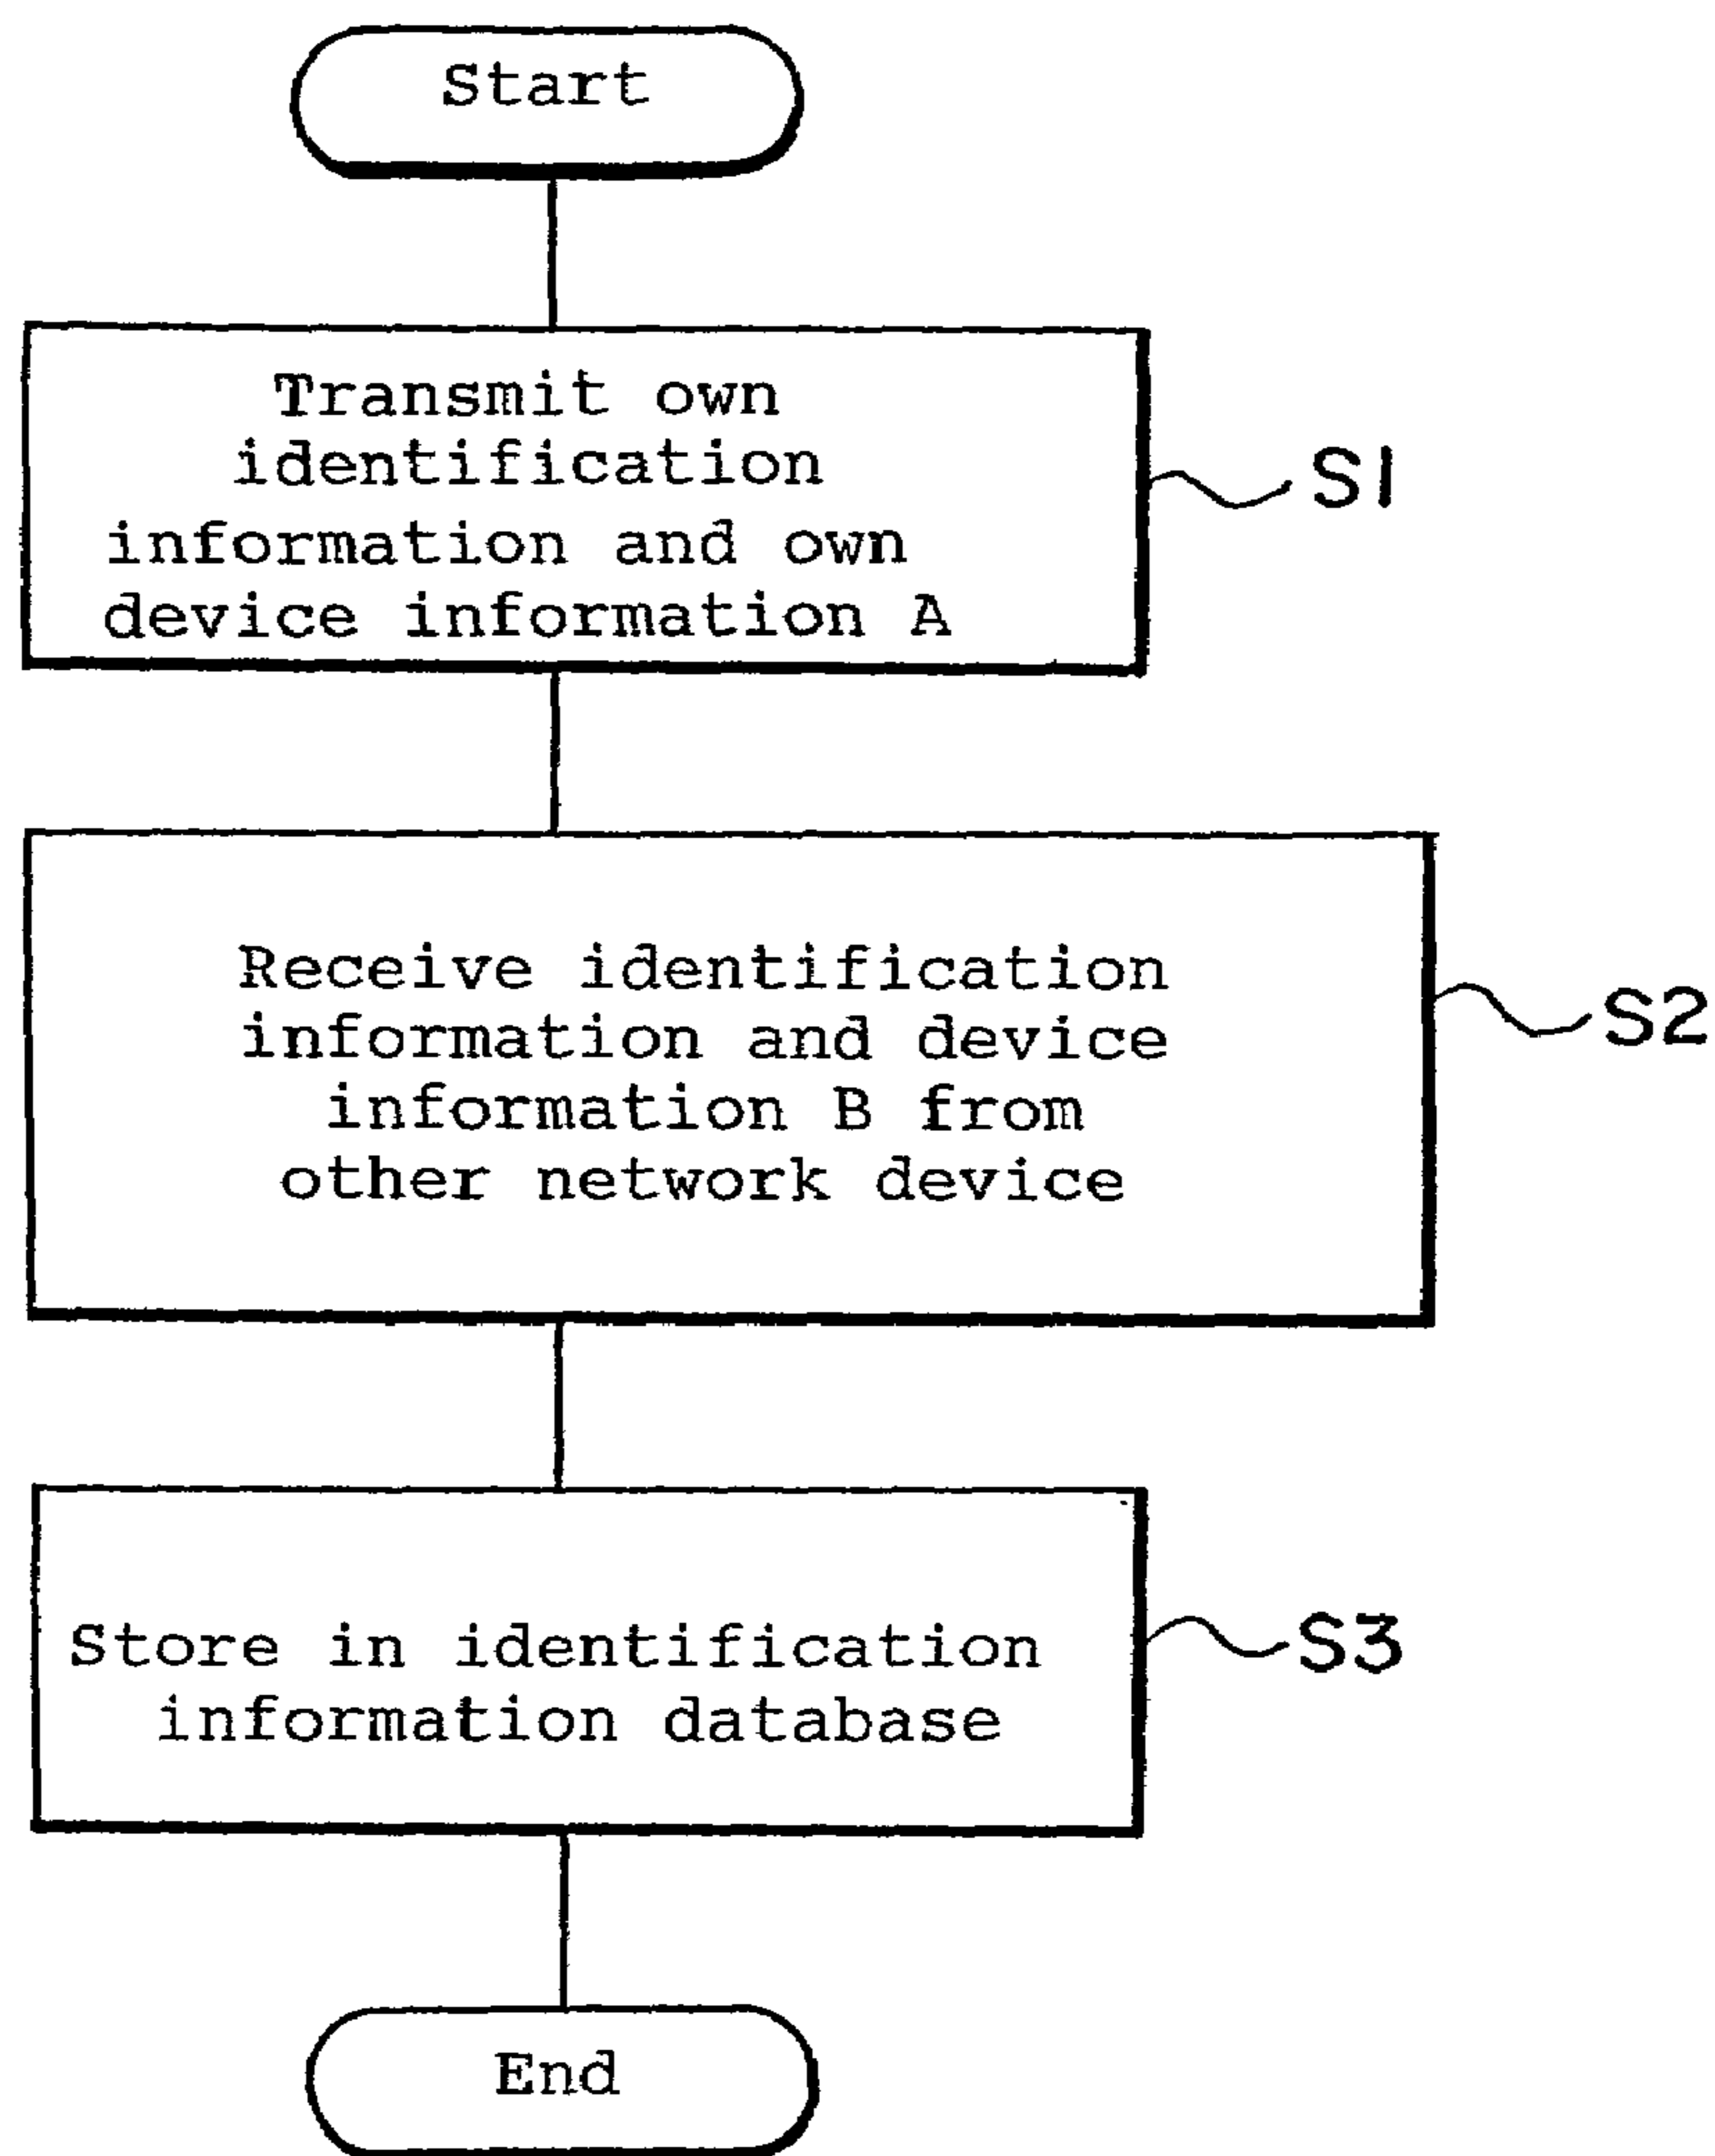 Start
Transmit own
identification
information and own
device information A
S1
Receive identification
information and device
information B from
other network device
S2
Store in identification
information database
S3
End